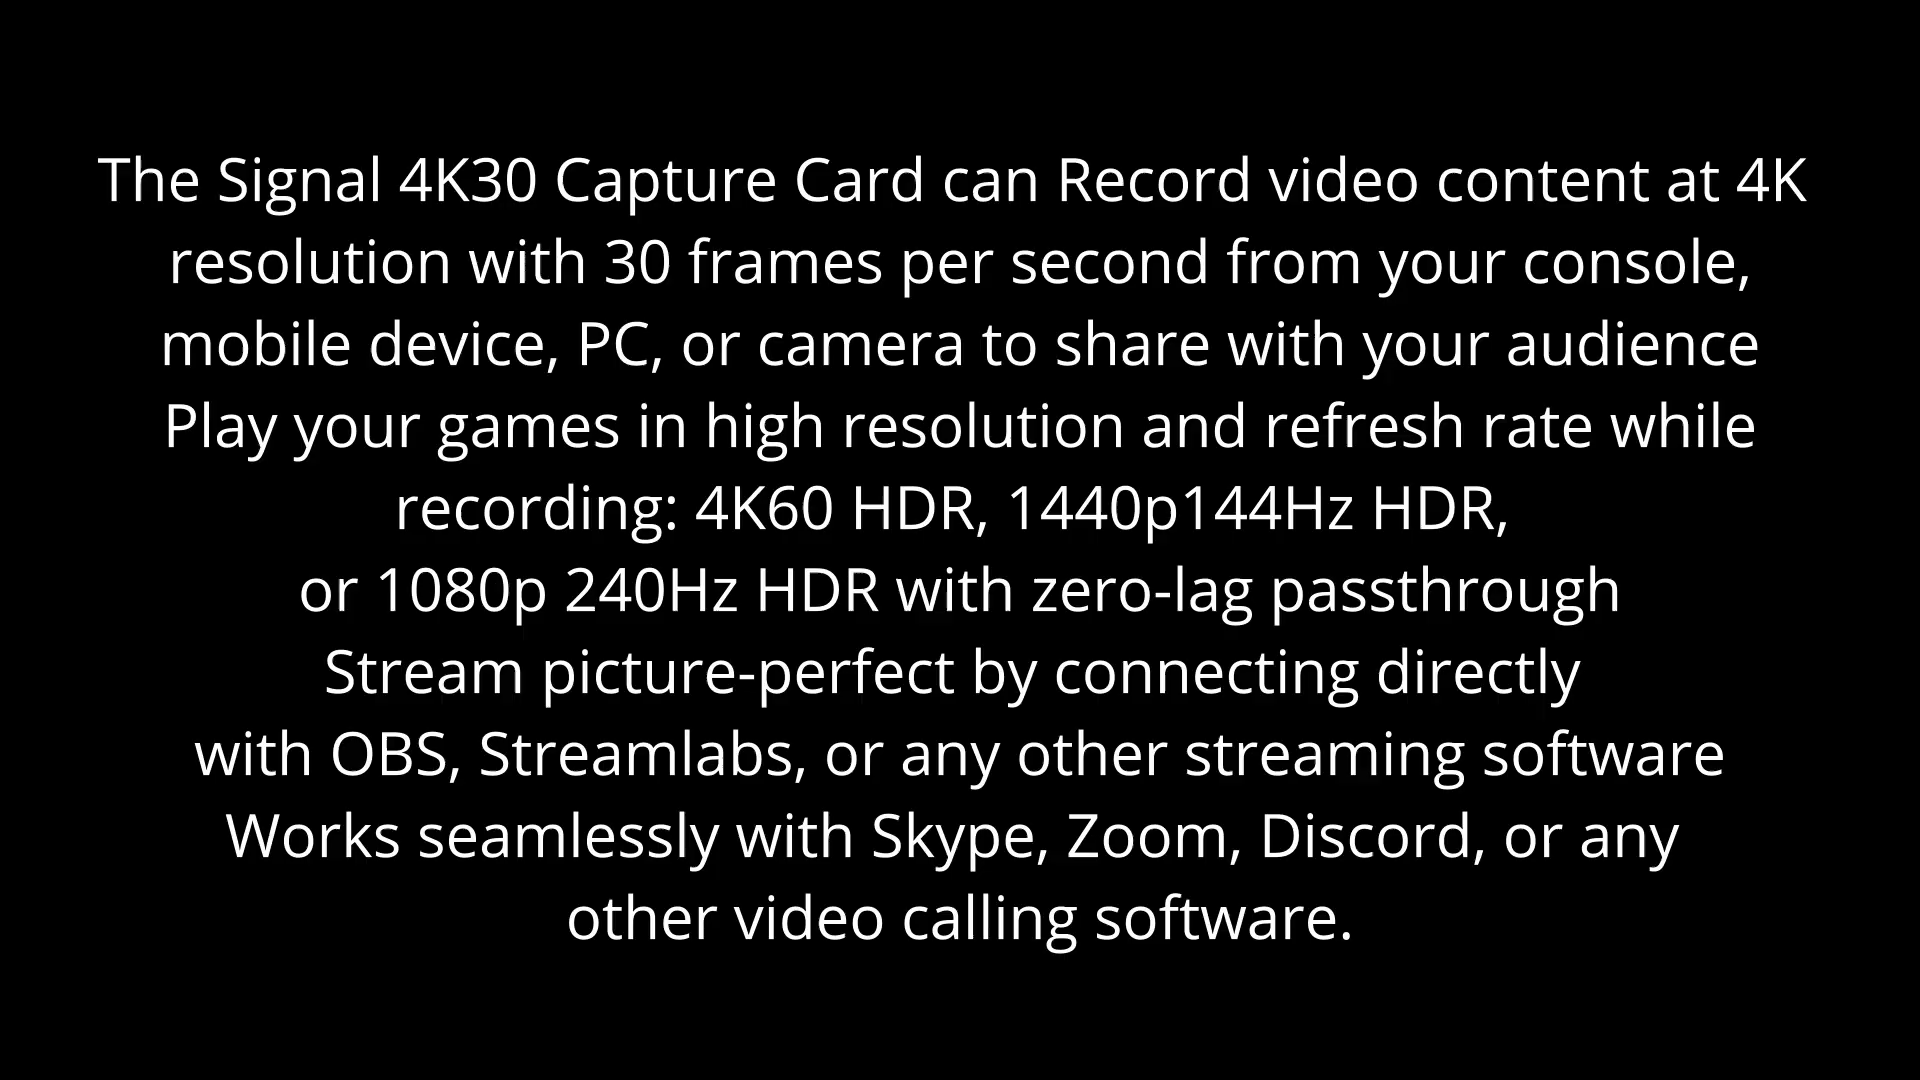 The Signal 4K30 Capture Card can Record video content at 4K
resolution with 30 frames per second from your console,
mobile device, PC, or camera to share with your audience
Play your games in high resolution and refresh rate while
recording: 4K60 HDR, 1440p144Hz HDR,
or 1080p 240Hz HDR with zero-lag passthrough
Stream picture-perfect by connecting directly
with OBS, Streamlabs, or any other streaming software
Works seamlessly with Skype, Zoom, Discord, or any
other video calling software.